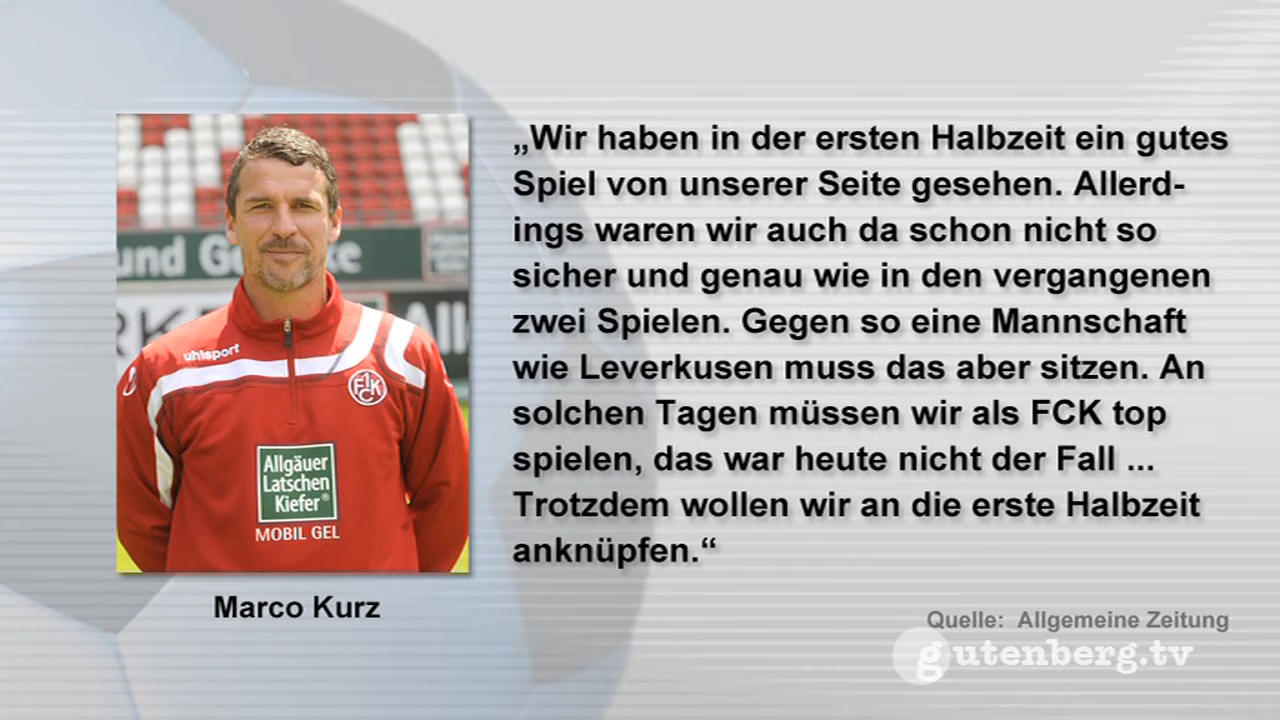 „Wir haben in der ersten Halbzeit ein gutes
Spiel von unserer Seite gesehen. Allerd-
ings waren wir auch da schon nicht so
sicher und genau wie in den vergangenen
zwei Spielen. Gegen so eine Mannschaft
wie Leverkusen muss das aber sitzen. An
solchen Tagen müssen wir als FCK top
spielen, das war heute nicht der Fall ...
Trotzdem wollen wir an die erste Halbzeit
anknüpfen.“
und
uhlsport
FCK
Allgäuer
Latschen
Kiefer®
MOBIL GEL
Marco Kurz
Quelle: Allgemeine Zeitung
gutenberg.tv